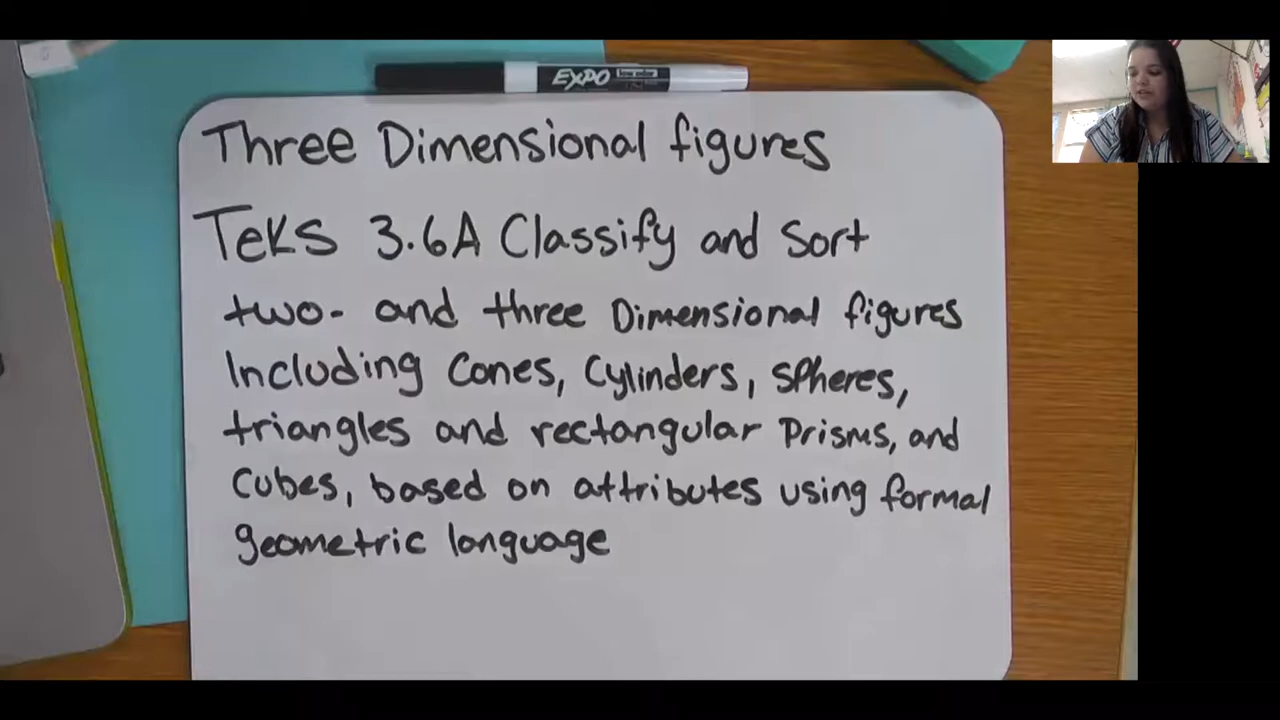 EXPO
Three Dimensional figures
TeKS 3.6A Classify and Sort
two- and three Dimensional figures
Including Cones, Cylinders, Spheres,
triangles and rectangular Prisms, and
Cubes, based on attributes using formal
geometric language